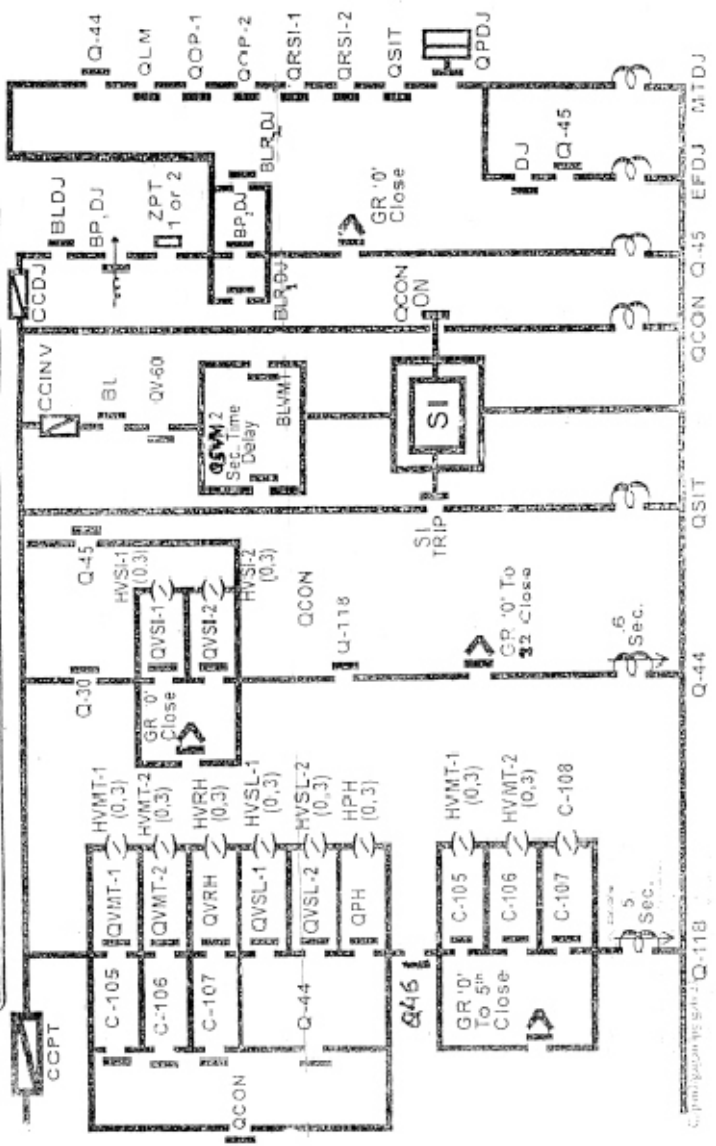 CCPT
CCINV
CCDJ
Q-44
QLM
QOP-1
QOP-2
QRSI-1
QRSI-2
QSIT
QPDJ
BLDJ
ZPT
1 or 2
BL
QV-60
Q-30
Q-45
HVSI-1
(0,3)
HVSI-2
(0,3)
QVSI-1
QVSI-2
GR '0'
Close
QSVM 2
Sec. Time
Delay
BLVMT
GR '0'
Close
DJ
Q-45
SI
SI
TRIP
QCON
ON
QCON
Q-118
GR '0' To
32 Close
.6
Sec.
HVMT-1
(0,3)
HVMT-2
(0,3)
HVRH
(0,3)
HVSL-1
(0,3)
HVSL-2
(0,3)
HPH
(0,3)
QVMT-1
QVMT-2
QVRH
QVSL-1
QVSL-2
QPH
C-105
C-106
C-107
Q-44
QCON
Q46
HVMT-1
(0,3)
HVMT-2
(0,3)
C-108
C-105
C-106
C-107
GR '0'
To 5th
Close
5
Sec.
Q-118
Q-44
QSIT
QCON
Q-45
EFDJ
MTDJ